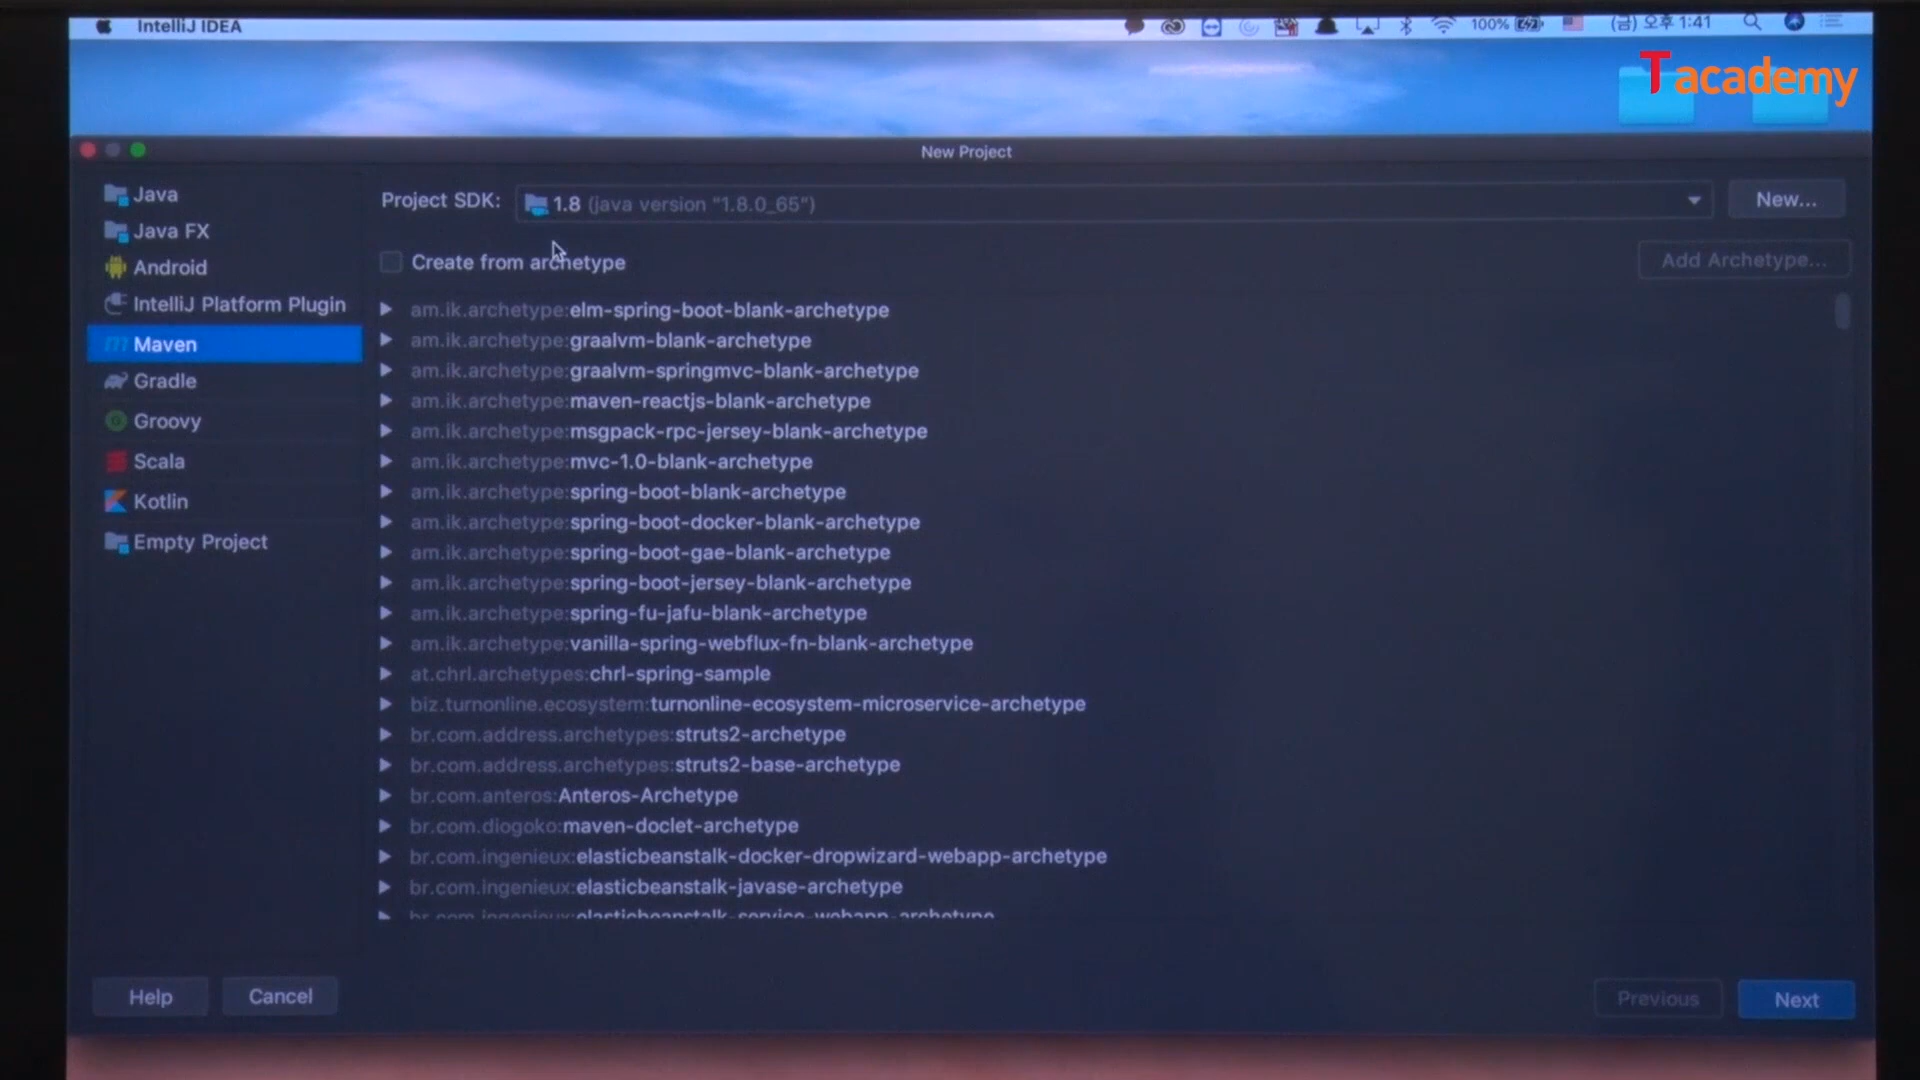 IntelliJ IDEA
100%
(금) 오후 1:41
Tacademy
New Project
Java
Java FX
Android
IntelliJ Platform Plugin
Maven
Gradle
Groovy
Scala
Kotlin
Empty Project
Project SDK: 1.8 (java version "1.8.0_65") New...
Create from archetype Add Archetype...
am.ik.archetype:elm-spring-boot-blank-archetype
am.ik.archetype:graalvm-blank-archetype
am.ik.archetype:graalvm-springmvc-blank-archetype
am.ik.archetype:maven-reactjs-blank-archetype
am.ik.archetype:msgpack-rpc-jersey-blank-archetype
am.ik.archetype:mvc-1.0-blank-archetype
am.ik.archetype:spring-boot-blank-archetype
am.ik.archetype:spring-boot-docker-blank-archetype
am.ik.archetype:spring-boot-gae-blank-archetype
am.ik.archetype:spring-boot-jersey-blank-archetype
am.ik.archetype:spring-fu-jafu-blank-archetype
am.ik.archetype:vanilla-spring-webflux-fn-blank-archetype
at.chrl.archetypes:chrl-spring-sample
biz.turnonline.ecosystem:turnonline-ecosystem-microservice-archetype
br.com.address.archetypes:struts2-archetype
br.com.address.archetypes:struts2-base-archetype
br.com.anteros:Anteros-Archetype
br.com.diogoko:maven-doclet-archetype
br.com.ingenieux:elasticbeanstalk-docker-dropwizard-webapp-archetype
br.com.ingenieux:elasticbeanstalk-javase-archetype
br.com.ingenieux:elasticbeanstalk-service-webapp-archetype
Help Cancel Previous Next